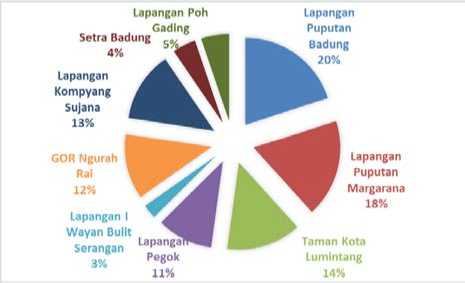 Lapangan
Puputan
Badung
20%
Lapangan
Puputan
Margarana
18%
Taman Kota
Lumintang
14%
Lapangan
Pegok
11%
Lapangan I
Wayan Bulit
Serangan
3%
GOR Ngurah
Rai
12%
Lapangan
Kompyang
Sujana
13%
Setra Badung
4%
Lapangan Poh
Gading
5%